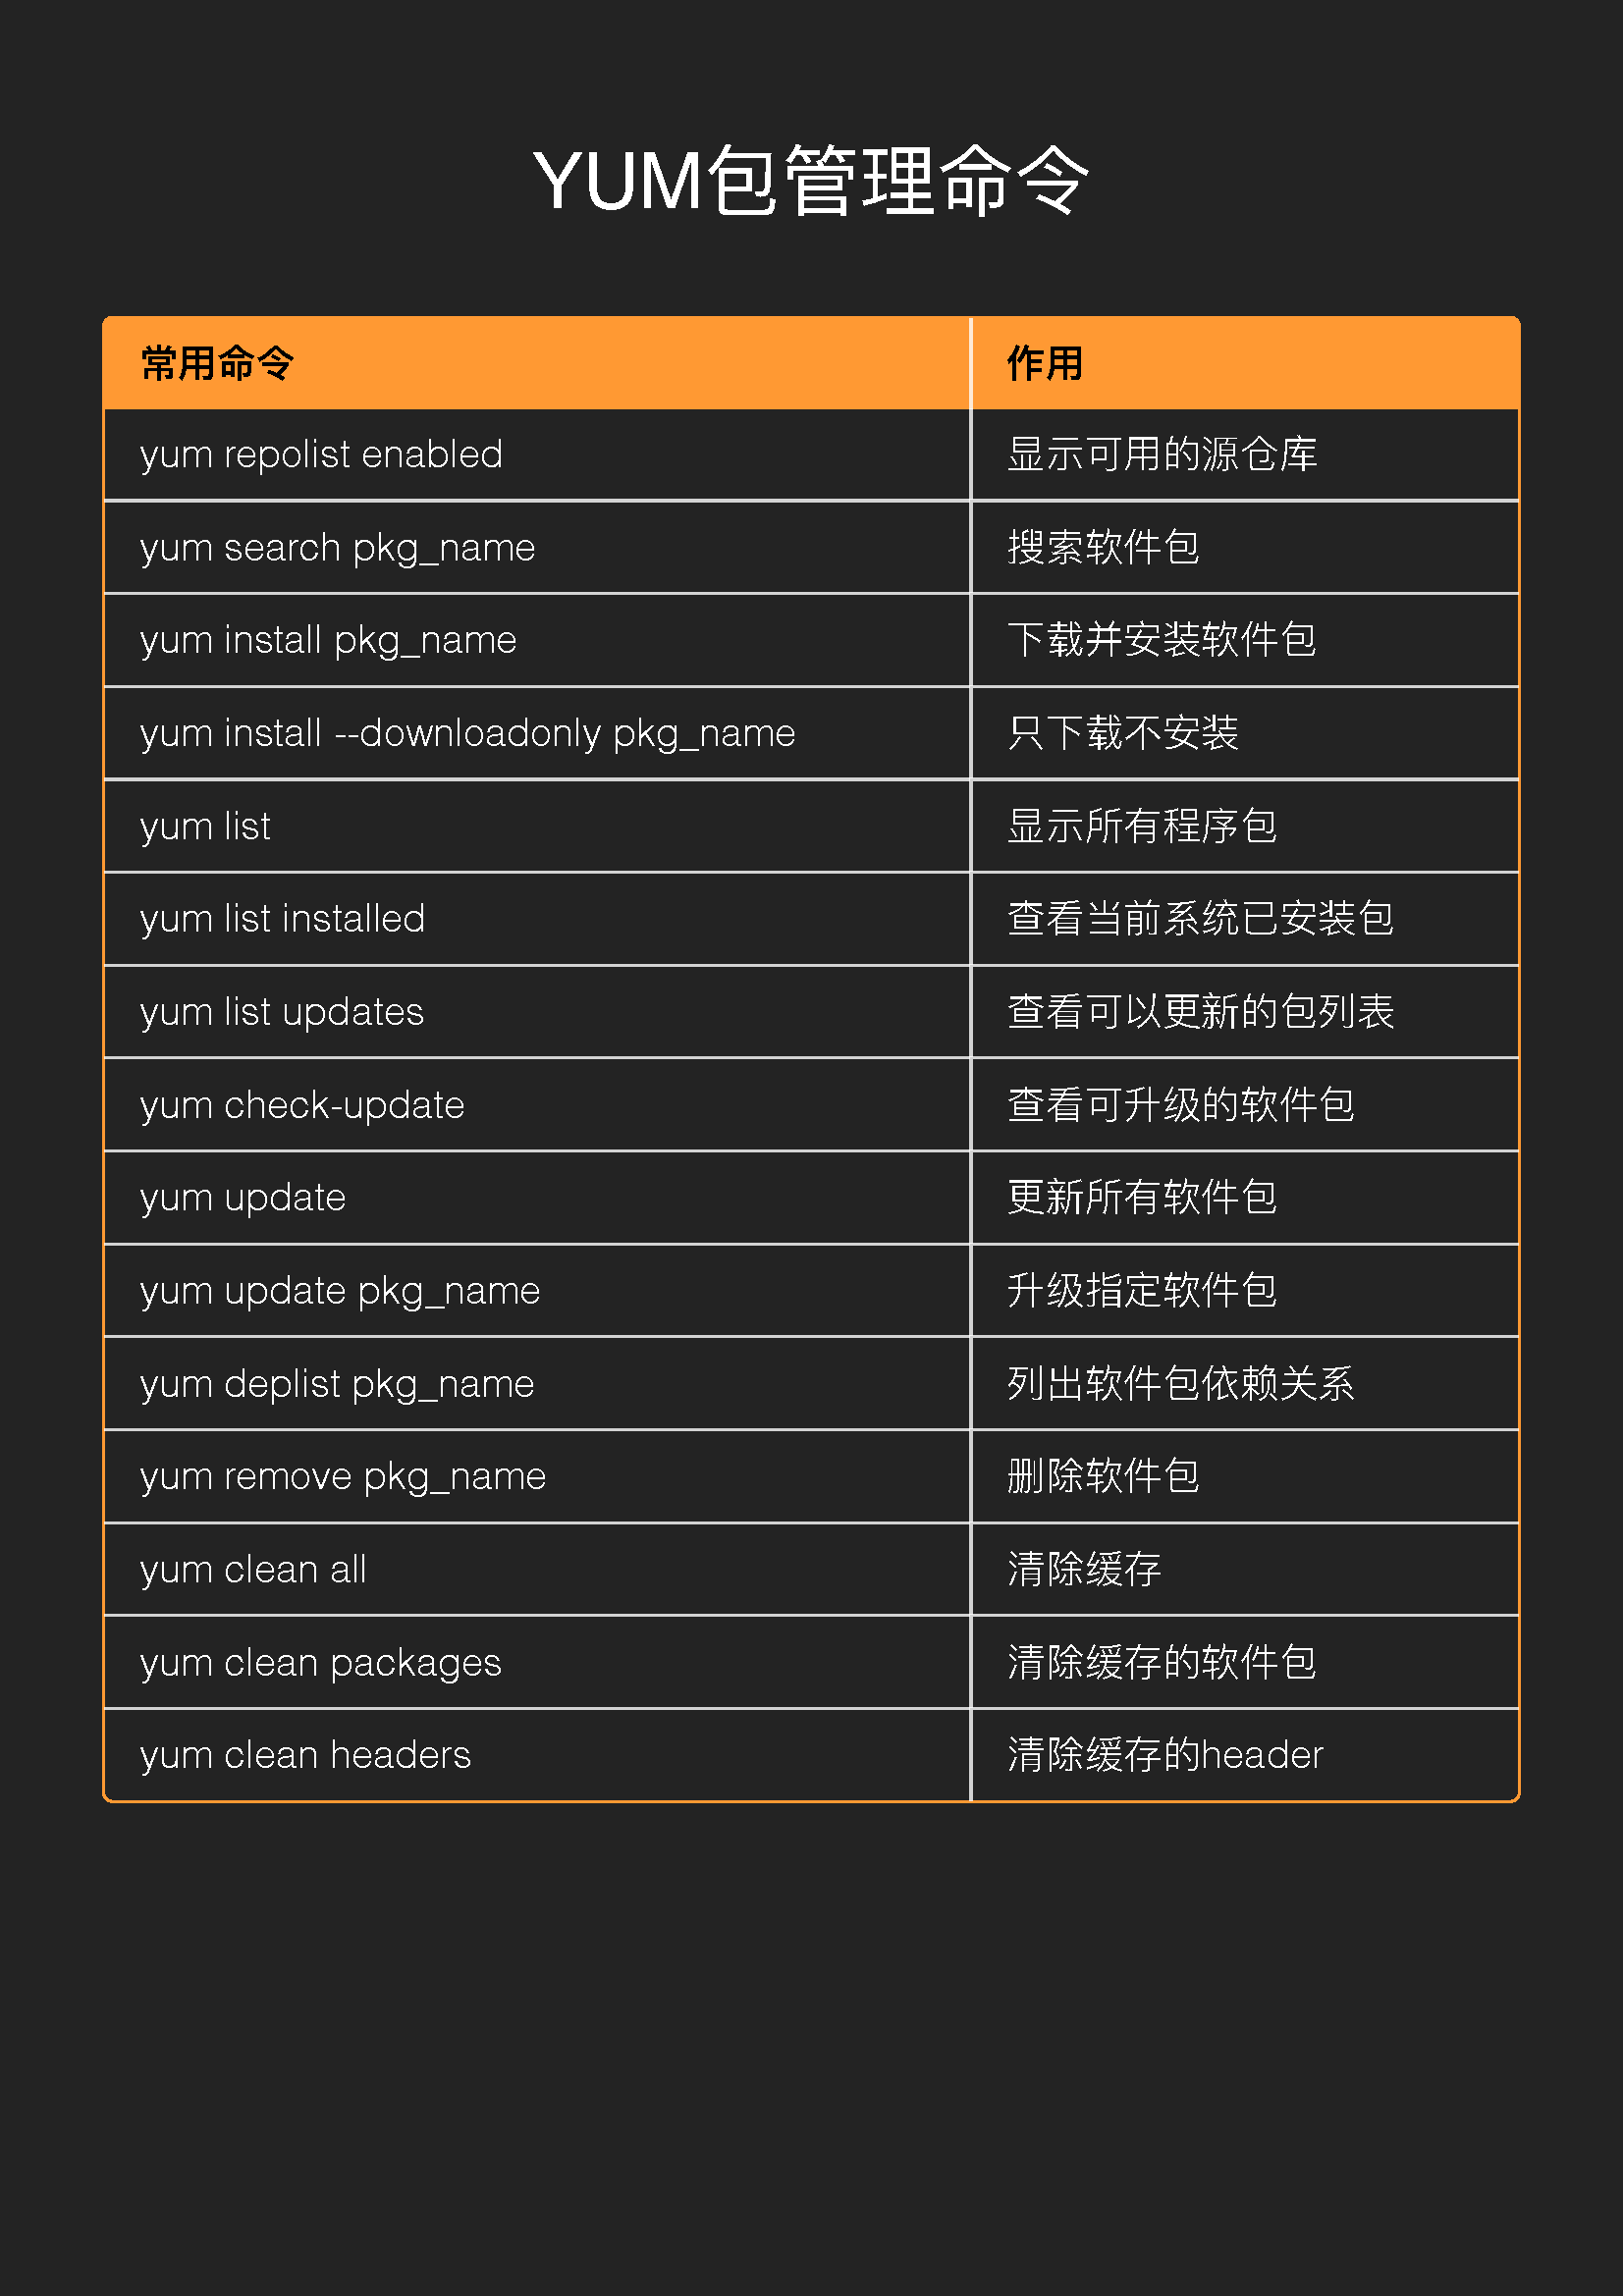 YUM包管理命令
常用命令 作用
yum repolist enabled 显示可用的源仓库
yum search pkg_name 搜索软件包
yum install pkg_name 下载并安装软件包
yum install --downloadonly pkg_name 只下载不安装
yum list 显示所有程序包
yum list installed 查看当前系统已安装包
yum list updates 查看可以更新的包列表
yum check-update 查看可升级的软件包
yum update 更新所有软件包
yum update pkg_name 升级指定软件包
yum deplist pkg_name 列出软件包依赖关系
yum remove pkg_name 删除软件包
yum clean all 清除缓存
yum clean packages 清除缓存的软件包
yum clean headers 清除缓存的header